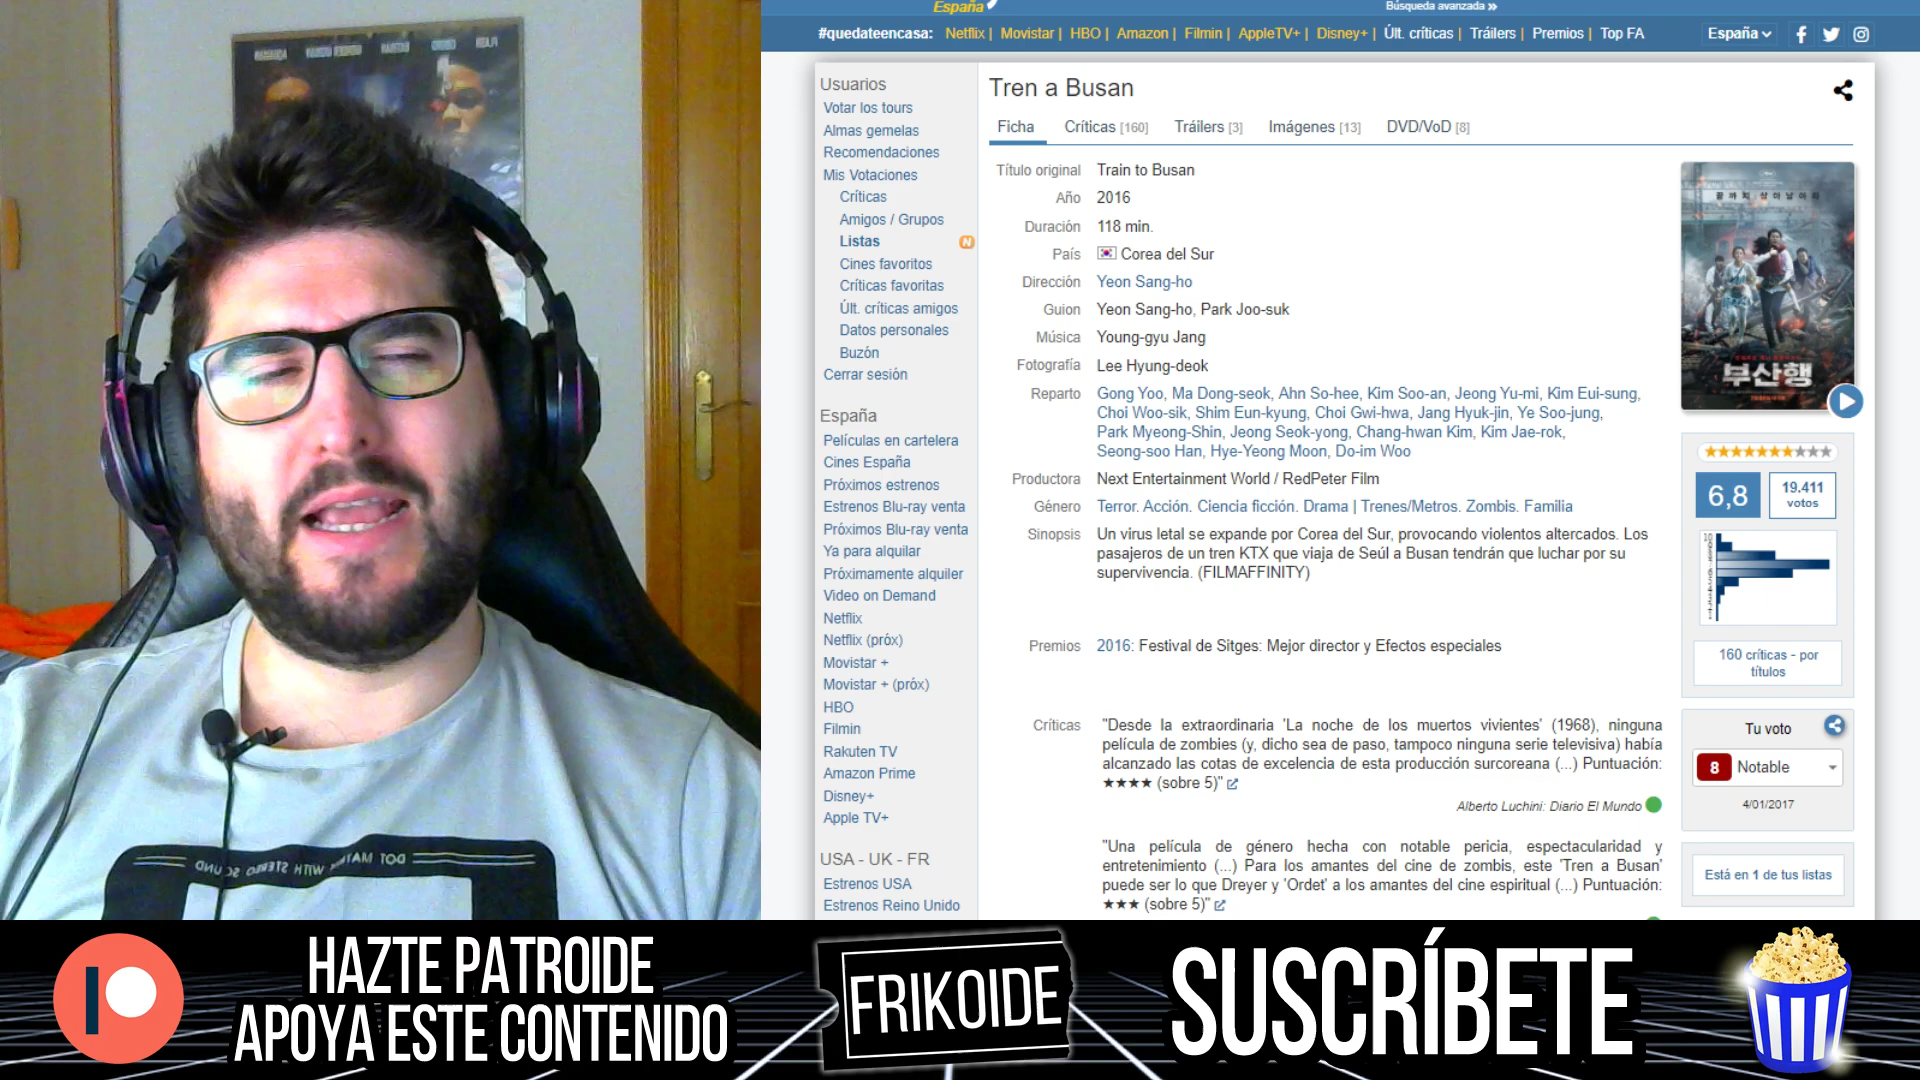 España
Búsqueda avanzada »
#quedateencasa: Netflix | Movistar | HBO | Amazon | Filmin | AppleTV+ | Disney+ | Últ. críticas | Tráilers | Premios | Top FA
España
Usuarios
Votar los tours
Almas gemelas
Recomendaciones
Mis Votaciones
Críticas
Amigos / Grupos
Listas N
Cines favoritos
Críticas favoritas
Últ. críticas amigos
Datos personales
Buzón
Cerrar sesión
España
Películas en cartelera
Cines España
Próximos estrenos
Estrenos Blu-ray venta
Próximos Blu-ray venta
Ya para alquilar
Próximamente alquiler
Video on Demand
Netflix
Netflix (próx)
Movistar +
Movistar + (próx)
HBO
Filmin
Rakuten TV
Amazon Prime
Disney+
Apple TV+
USA - UK - FR
Estrenos USA
Estrenos Reino Unido
Tren a Busan
Ficha Críticas [160] Tráilers [3] Imágenes [13] DVD/VoD [8]
Título original Train to Busan
Año 2016
Duración 118 min.
País Corea del Sur
Dirección Yeon Sang-ho
Guion Yeon Sang-ho, Park Joo-suk
Música Young-gyu Jang
Fotografía Lee Hyung-deok
Reparto Gong Yoo, Ma Dong-seok, Ahn So-hee, Kim Soo-an, Jeong Yu-mi, Kim Eui-sung,
Choi Woo-sik, Shim Eun-kyung, Choi Gwi-hwa, Jang Hyuk-jin, Ye Soo-jung,
Park Myeong-Shin, Jeong Seok-yong, Chang-hwan Kim, Kim Jae-rok,
Seong-soo Han, Hye-Yeong Moon, Do-im Woo
Productora Next Entertainment World / RedPeter Film
Género Terror. Acción. Ciencia ficción. Drama | Trenes/Metros. Zombis. Familia
Sinopsis Un virus letal se expande por Corea del Sur, provocando violentos altercados. Los
pasajeros de un tren KTX que viaja de Seúl a Busan tendrán que luchar por su
supervivencia. (FILMAFFINITY)
Premios 2016: Festival de Sitges: Mejor director y Efectos especiales
Críticas "Desde la extraordinaria 'La noche de los muertos vivientes' (1968), ninguna
película de zombies (y, dicho sea de paso, tampoco ninguna serie televisiva) había
alcanzado las cotas de excelencia de esta producción surcoreana (...) Puntuación:
★★★★ (sobre 5)"
Alberto Luchini: Diario El Mundo
"Una película de género hecha con notable pericia, espectacularidad y
entretenimiento (...) Para los amantes del cine de zombis, este 'Tren a Busan'
puede ser lo que Dreyer y 'Ordet' a los amantes del cine espiritual (...) Puntuación:
★★★ (sobre 5)"
끝까지 살아남아라
부산행
6,8
19.411
votos
160 críticas - por
títulos
Tu voto
8 Notable
4/01/2017
Está en 1 de tus listas
DOT MATRIX WITH STEREO SOUND
HAZTE PATROIDE
APOYA ESTE CONTENIDO
FRIKOIDE
SUSCRÍBETE